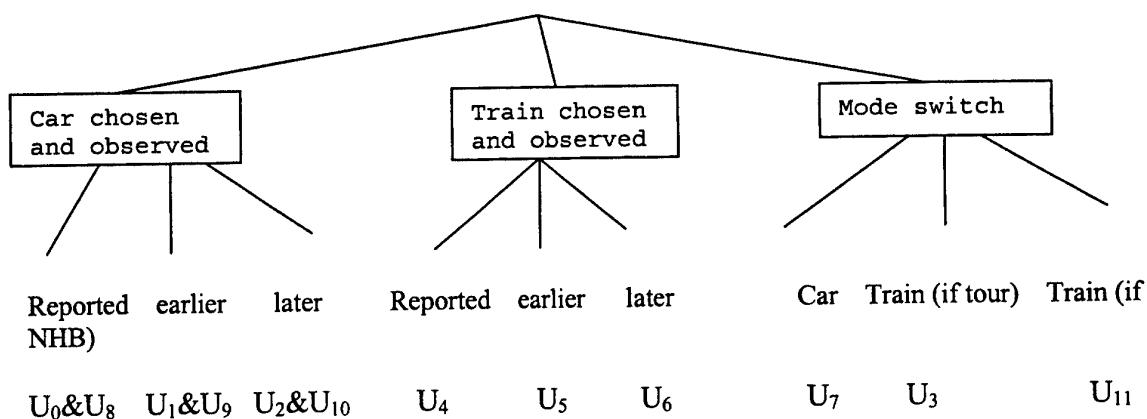 Car chosen
and observed
Train chosen
and observed
Mode switch
Reported earlier later Reported earlier later Car Train (if tour) Train (if
NHB)
U₀&U₈ U₁&U₉ U₂&U₁₀ U₄ U₅ U₆ U₇ U₃ U₁₁